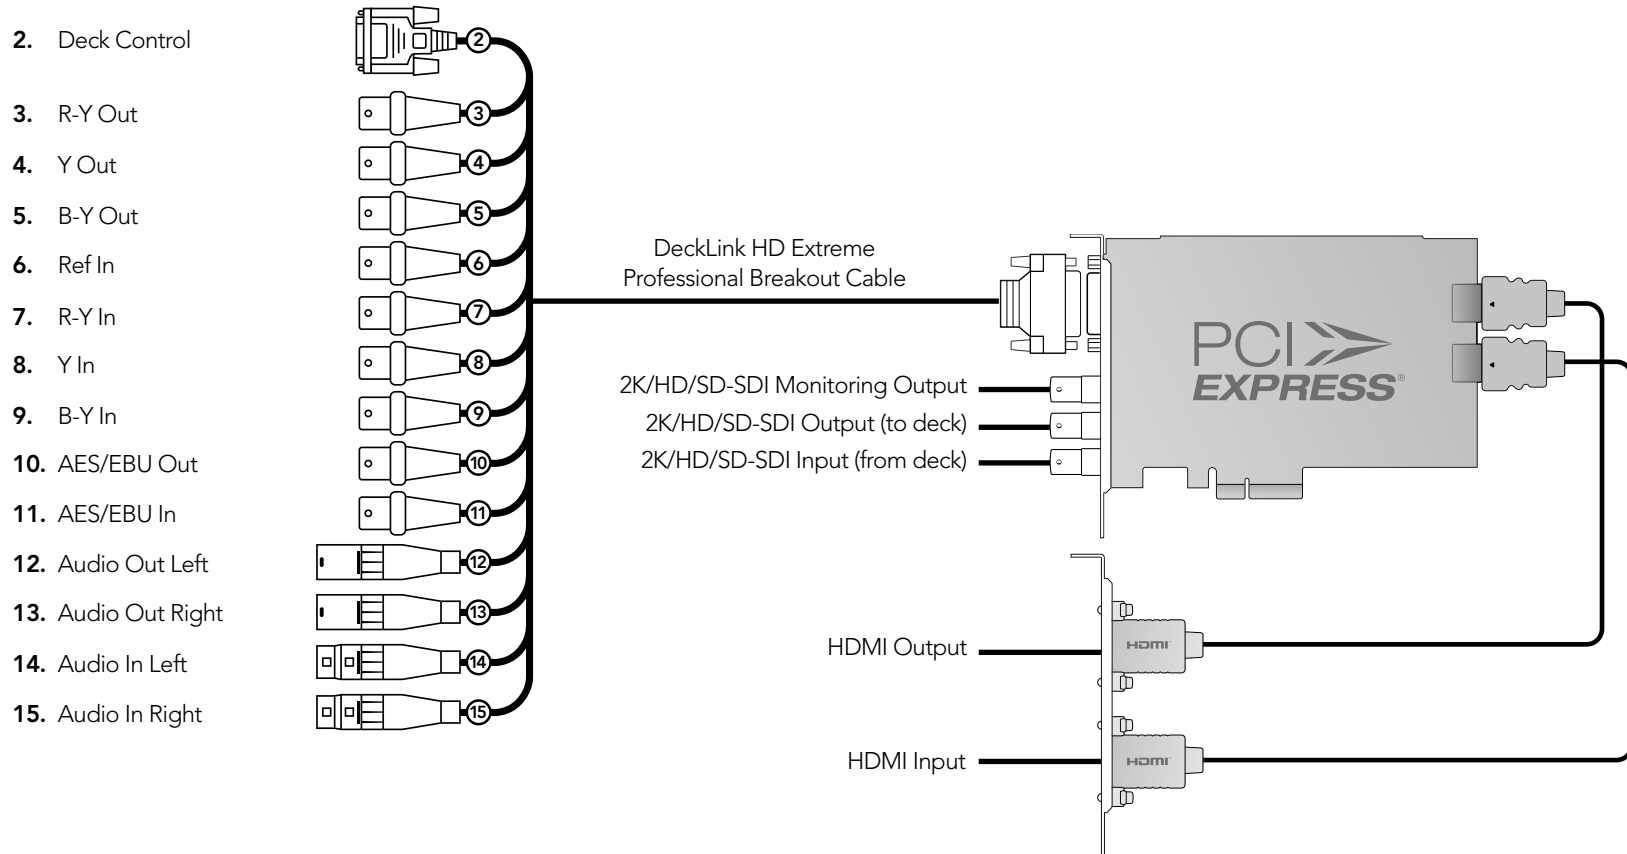 2. Deck Control
2
3. R-Y Out
3
4. Y Out
4
5. B-Y Out
5
6. Ref In
6
7. R-Y In
7
8. Y In
8
9. B-Y In
9
10. AES/EBU Out
10
11. AES/EBU In
11
12. Audio Out Left
12
13. Audio Out Right
13
14. Audio In Left
14
15. Audio In Right
15
DeckLink HD Extreme
Professional Breakout Cable
2K/HD/SD-SDI Monitoring Output
2K/HD/SD-SDI Output (to deck)
2K/HD/SD-SDI Input (from deck)
PCI
EXPRESS®
HDMI Output
HDMI
HDMI Input
HDMI